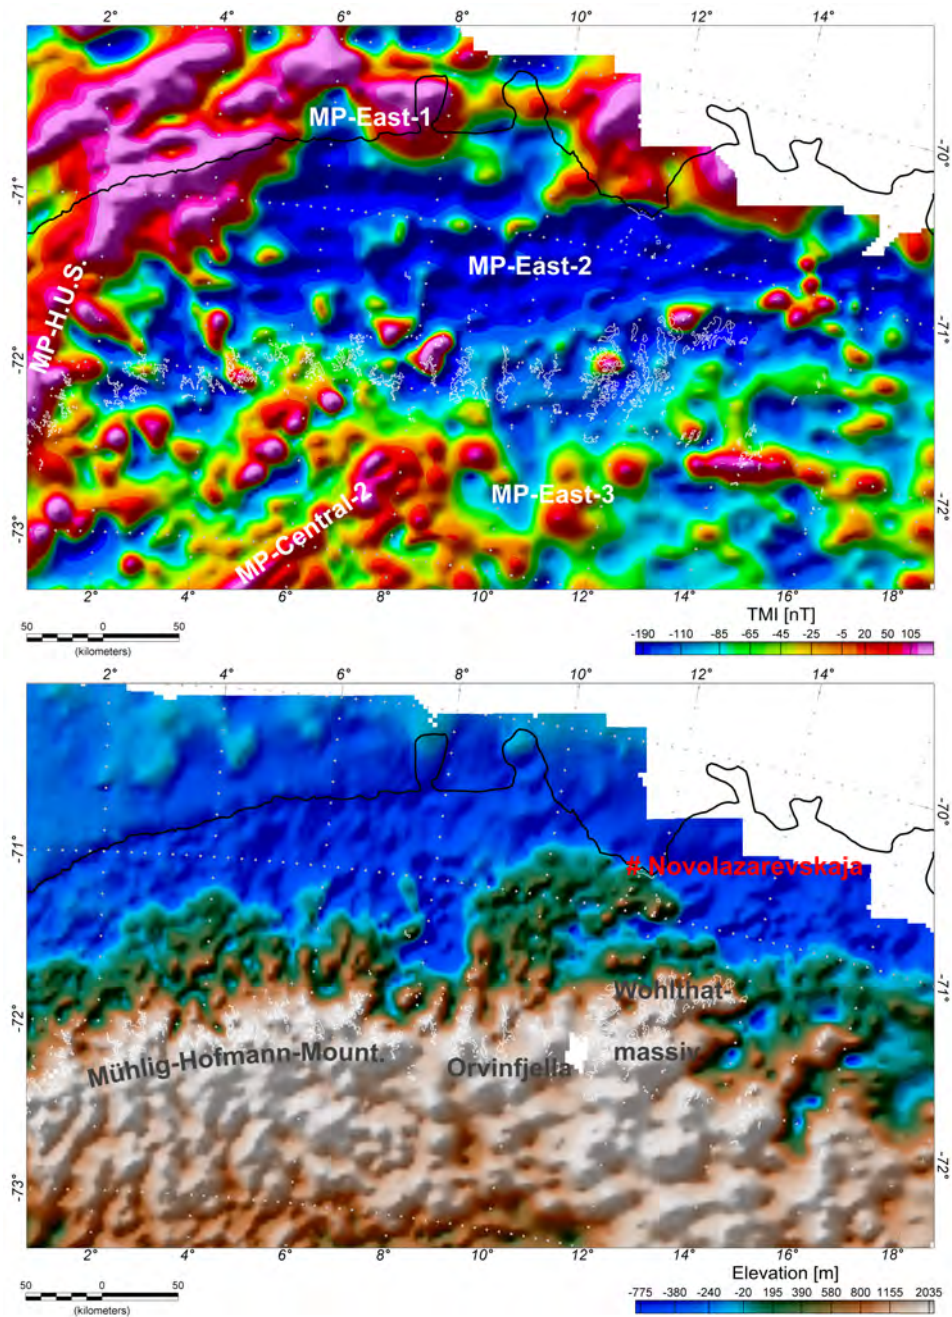 2° 4° 6° 8° 10° 12° 14°
MP-East-1
-70°
-71°
MP-East-2
MP-H.U.S.
-71°
-72°
MP-East-3
MP-Central-2
-72°
-73°
2° 4° 6° 8° 10° 12° 14° 16° 18°
TMI [nT]
50 0 50
(kilometers)
-190 -110 -85 -65 -45 -25 -5 20 50 105
2° 4° 6° 8° 10° 12° 14°
-70°
-71°
# Novolazarevskaja
Wohlthat-
-71°
-72°
massiv
Mühlig-Hofmann-Mount.
Orvinfjella
-72°
-73°
2° 4° 6° 8° 10° 12° 14° 16° 18°
Elevation [m]
50 0 50
(kilometers)
-775 -380 -240 -20 195 390 580 800 1155 2035